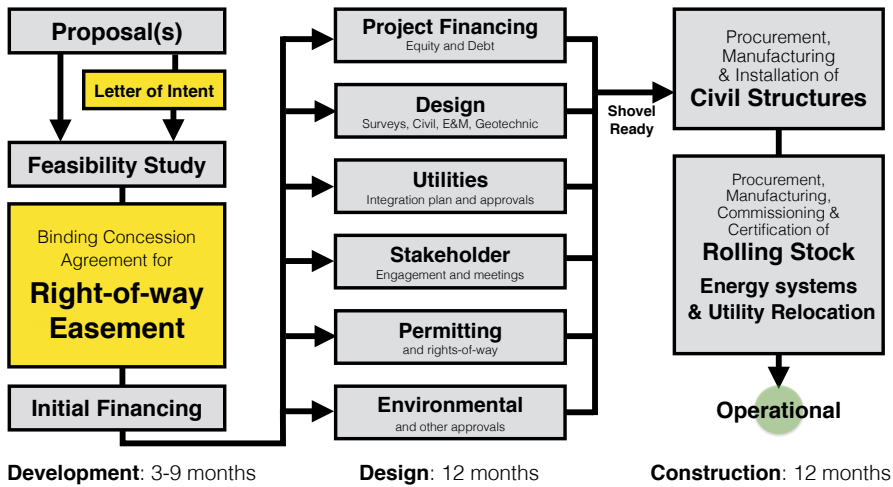 Proposal(s)
Letter of Intent
Feasibility Study
Binding Concession
Agreement for
Right-of-way
Easement
Initial Financing
Development: 3-9 months
Project Financing
Equity and Debt
Design
Surveys, Civil, E&M, Geotechnic
Utilities
Integration plan and approvals
Stakeholder
Engagement and meetings
Permitting
and rights-of-way
Environmental
and other approvals
Design: 12 months
Shovel
Ready
Procurement,
Manufacturing
& Installation of
Civil Structures
Procurement,
Manufacturing,
Commissioning &
Certification of
Rolling Stock
Energy systems
& Utility Relocation
Operational
Construction: 12 months